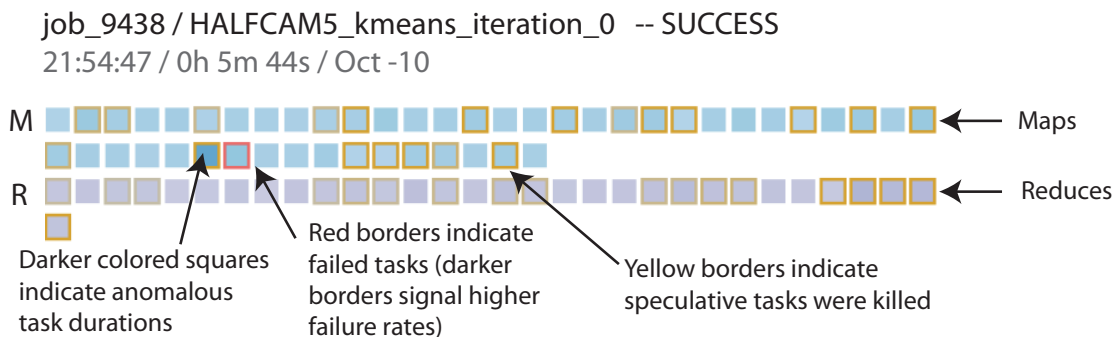 job_9438 / HALFCAM5_kmeans_iteration_0 -- SUCCESS
21:54:47 / 0h 5m 44s / Oct -10
M
Maps
R
Reduces
Darker colored squares
indicate anomalous
task durations
Red borders indicate
failed tasks (darker
borders signal higher
failure rates)
Yellow borders indicate
speculative tasks were killed